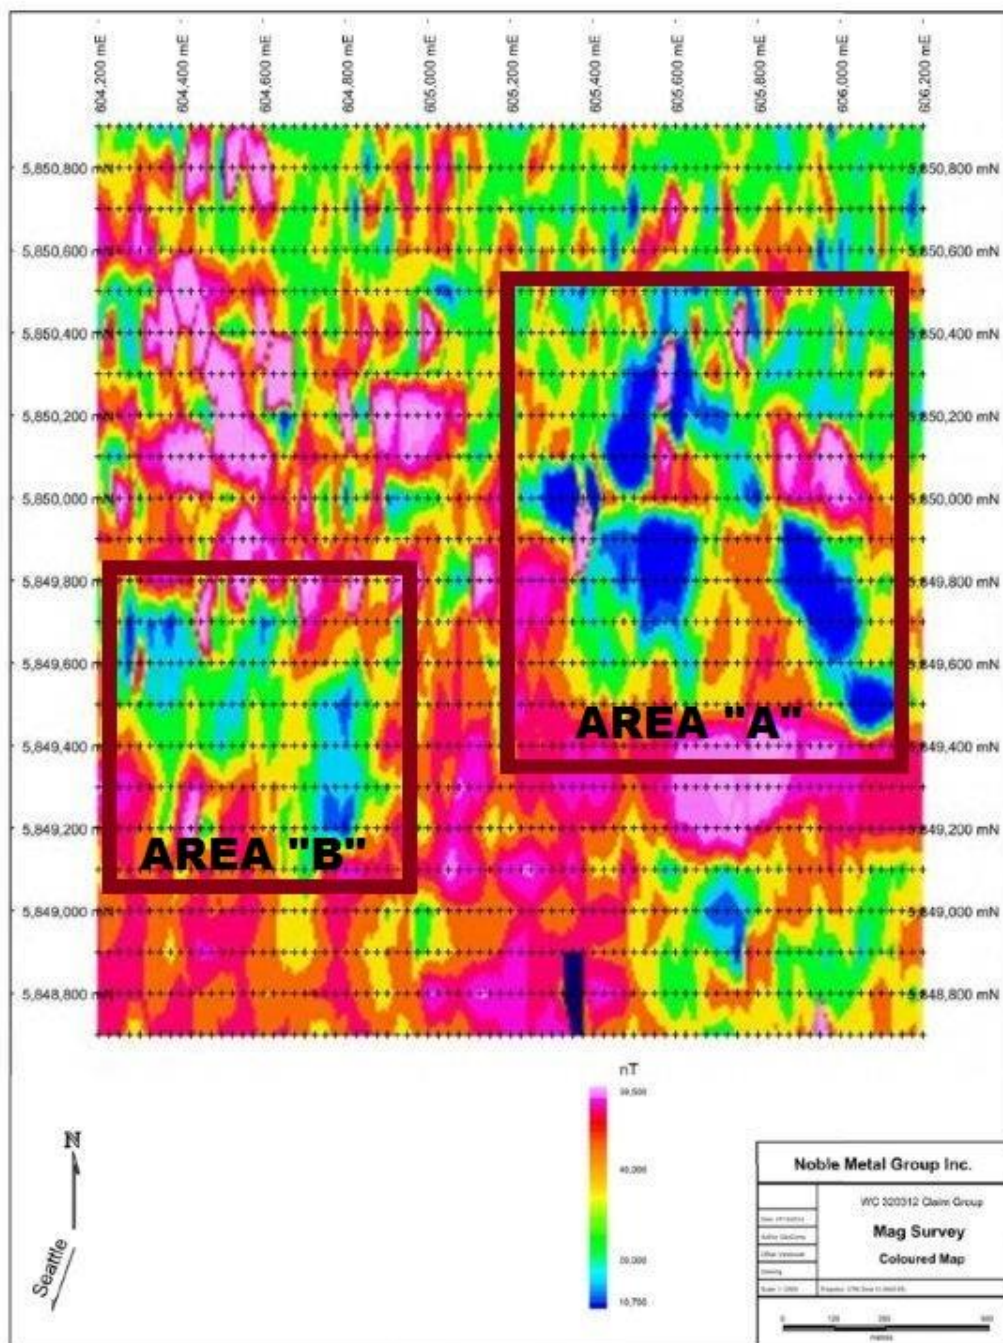 604,200 mE
604,400 mE
604,600 mE
604,800 mE
605,000 mE
605,200 mE
605,400 mE
605,600 mE
605,800 mE
606,000 mE
606,200 mE
5,850,800 mN 5,850,800 mN
5,850,600 mN 5,850,600 mN
5,850,400 mN 5,850,400 mN
5,850,200 mN 5,850,200 mN
5,850,000 mN 5,850,000 mN
5,849,800 mN 5,849,800 mN
5,849,600 mN 5,849,600 mN
AREA "A"
5,849,400 mN 5,849,400 mN
5,849,200 mN 5,849,200 mN
AREA "B"
5,849,000 mN 5,849,000 mN
5,848,800 mN 5,848,800 mN
nT
N
Seattle
Noble Metal Group Inc.
WC 320312 Claim Group
Mag Survey
Coloured Map